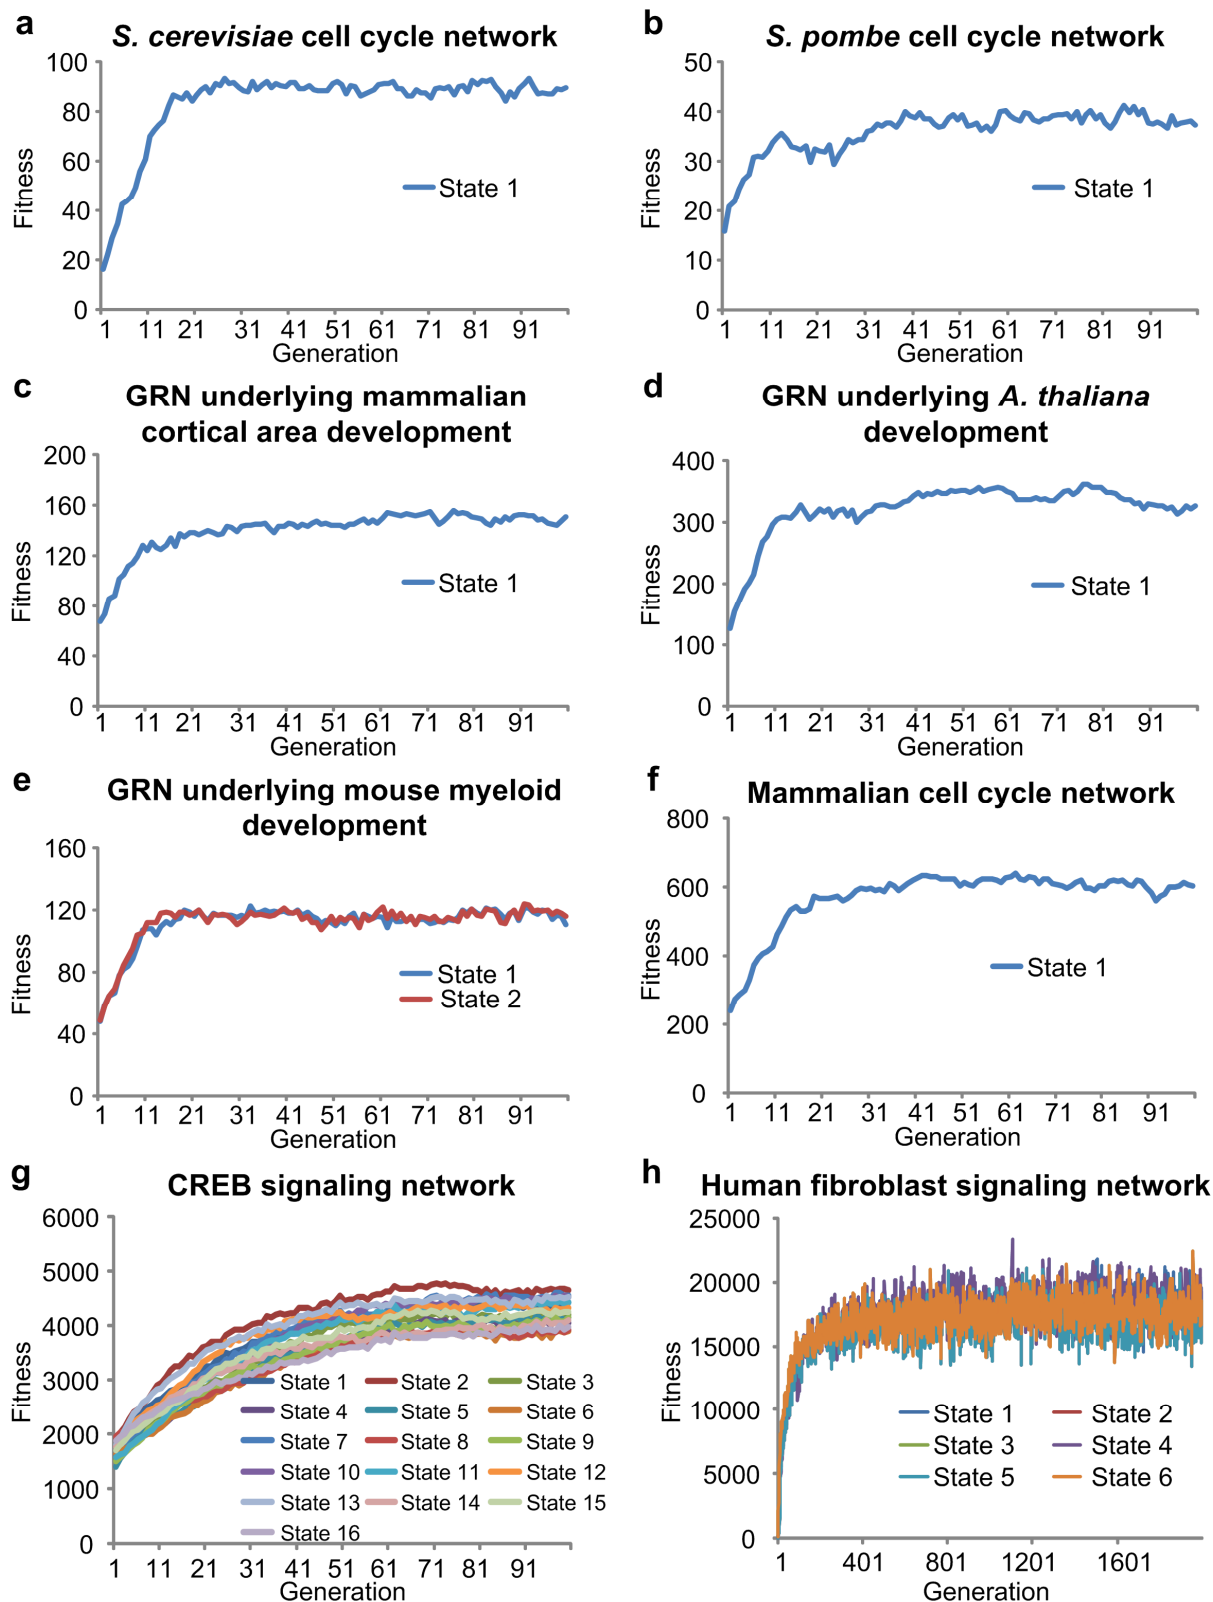 a
S. cerevisiae cell cycle network
100
80
60
40
20
0
Fitness
State 1
1 11 21 31 41 51 61 71 81 91
Generation
b
S. pombe cell cycle network
50
40
30
20
10
0
Fitness
State 1
1 11 21 31 41 51 61 71 81 91
Generation
c
GRN underlying mammalian
cortical area development
200
160
120
80
40
0
Fitness
State 1
1 11 21 31 41 51 61 71 81 91
Generation
d
GRN underlying A. thaliana
development
400
300
200
100
0
Fitness
State 1
1 11 21 31 41 51 61 71 81 91
Generation
e
GRN underlying mouse myeloid
development
160
120
80
40
0
Fitness
State 1
State 2
1 11 21 31 41 51 61 71 81 91
Generation
f
Mammalian cell cycle network
800
600
400
200
0
Fitness
State 1
1 11 21 31 41 51 61 71 81 91
Generation
g
CREB signaling network
6000
5000
4000
3000
2000
1000
0
Fitness
State 1 State 2 State 3
State 4 State 5 State 6
State 7 State 8 State 9
State 10 State 11 State 12
State 13 State 14 State 15
State 16
1 11 21 31 41 51 61 71 81 91
Generation
h
Human fibroblast signaling network
25000
20000
15000
10000
5000
0
Fitness
State 1 State 2
State 3 State 4
State 5 State 6
1 401 801 1201 1601
Generation